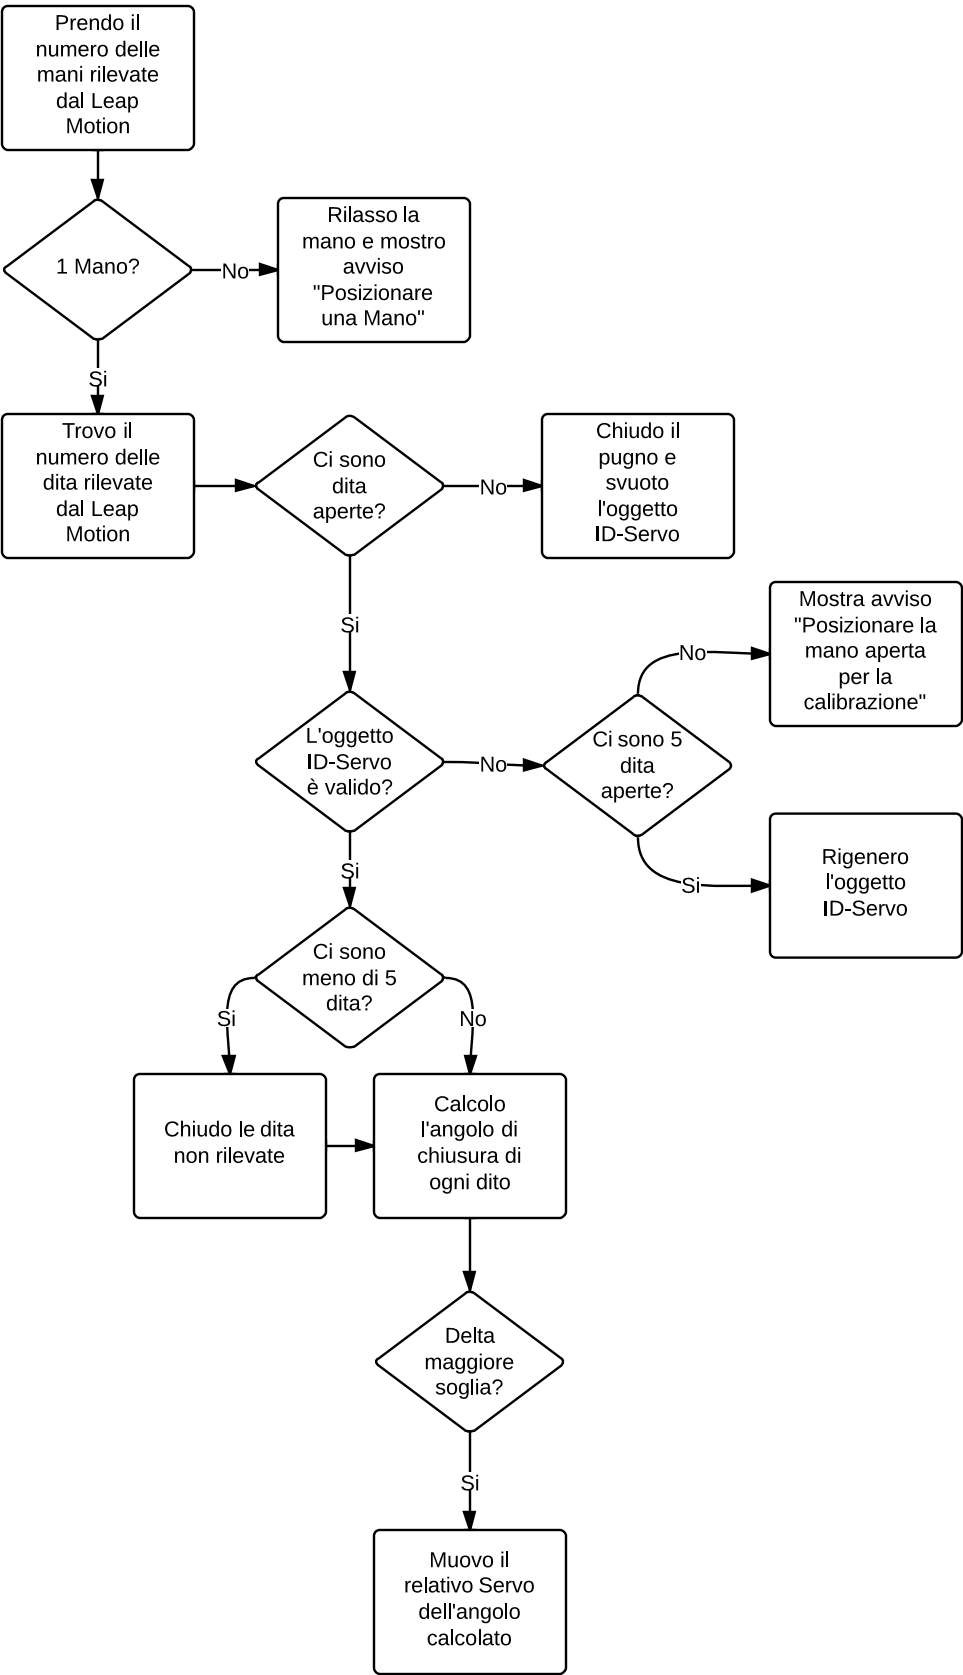 Prendo il
numero delle
mani rilevate
dal Leap
Motion
1 Mano?
No
Rilasso la
mano e mostro
avviso
"Posizionare
una Mano"
Si
Trovo il
numero delle
dita rilevate
dal Leap
Motion
Ci sono
dita
aperte?
No
Chiudo il
pugno e
svuoto
l'oggetto
ID-Servo
Si
L'oggetto
ID-Servo
è valido?
No
Ci sono 5
dita
aperte?
No
Mostra avviso
"Posizionare la
mano aperta
per la
calibrazione"
Si
Rigenero
l'oggetto
ID-Servo
Si
Ci sono
meno di 5
dita?
Si
No
Chiudo le dita
non rilevate
Calcolo
l'angolo di
chiusura di
ogni dito
Delta
maggiore
soglia?
Si
Muovo il
relativo Servo
dell'angolo
calcolato